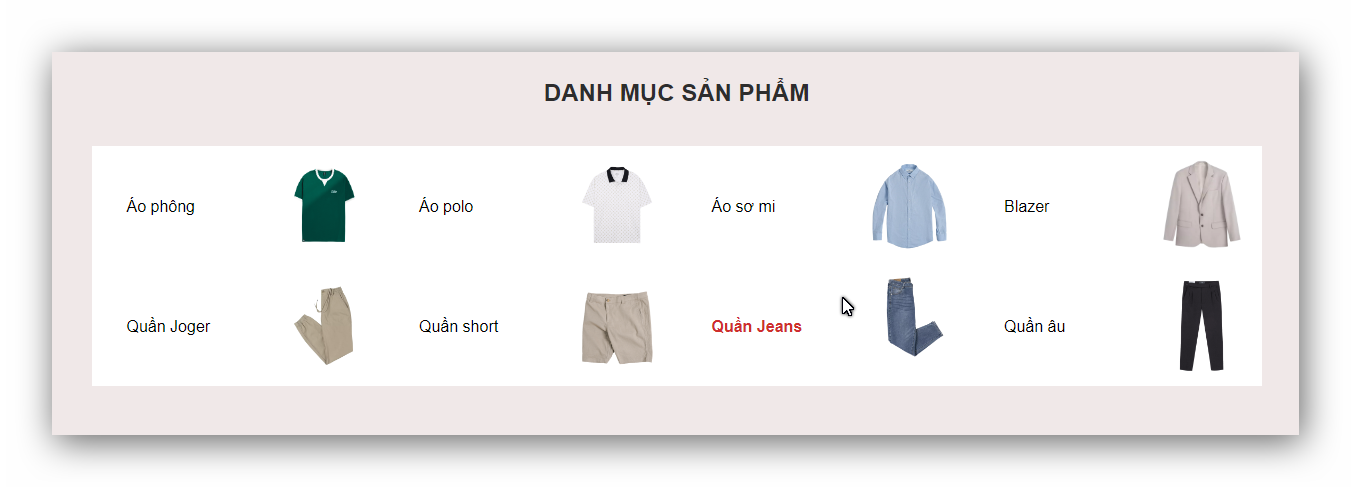 DANH MỤC SẢN PHẨM
Áo phông
Áo polo
Áo sơ mi
Blazer
Quần Joger
Quần short
Quần Jeans
Quần âu